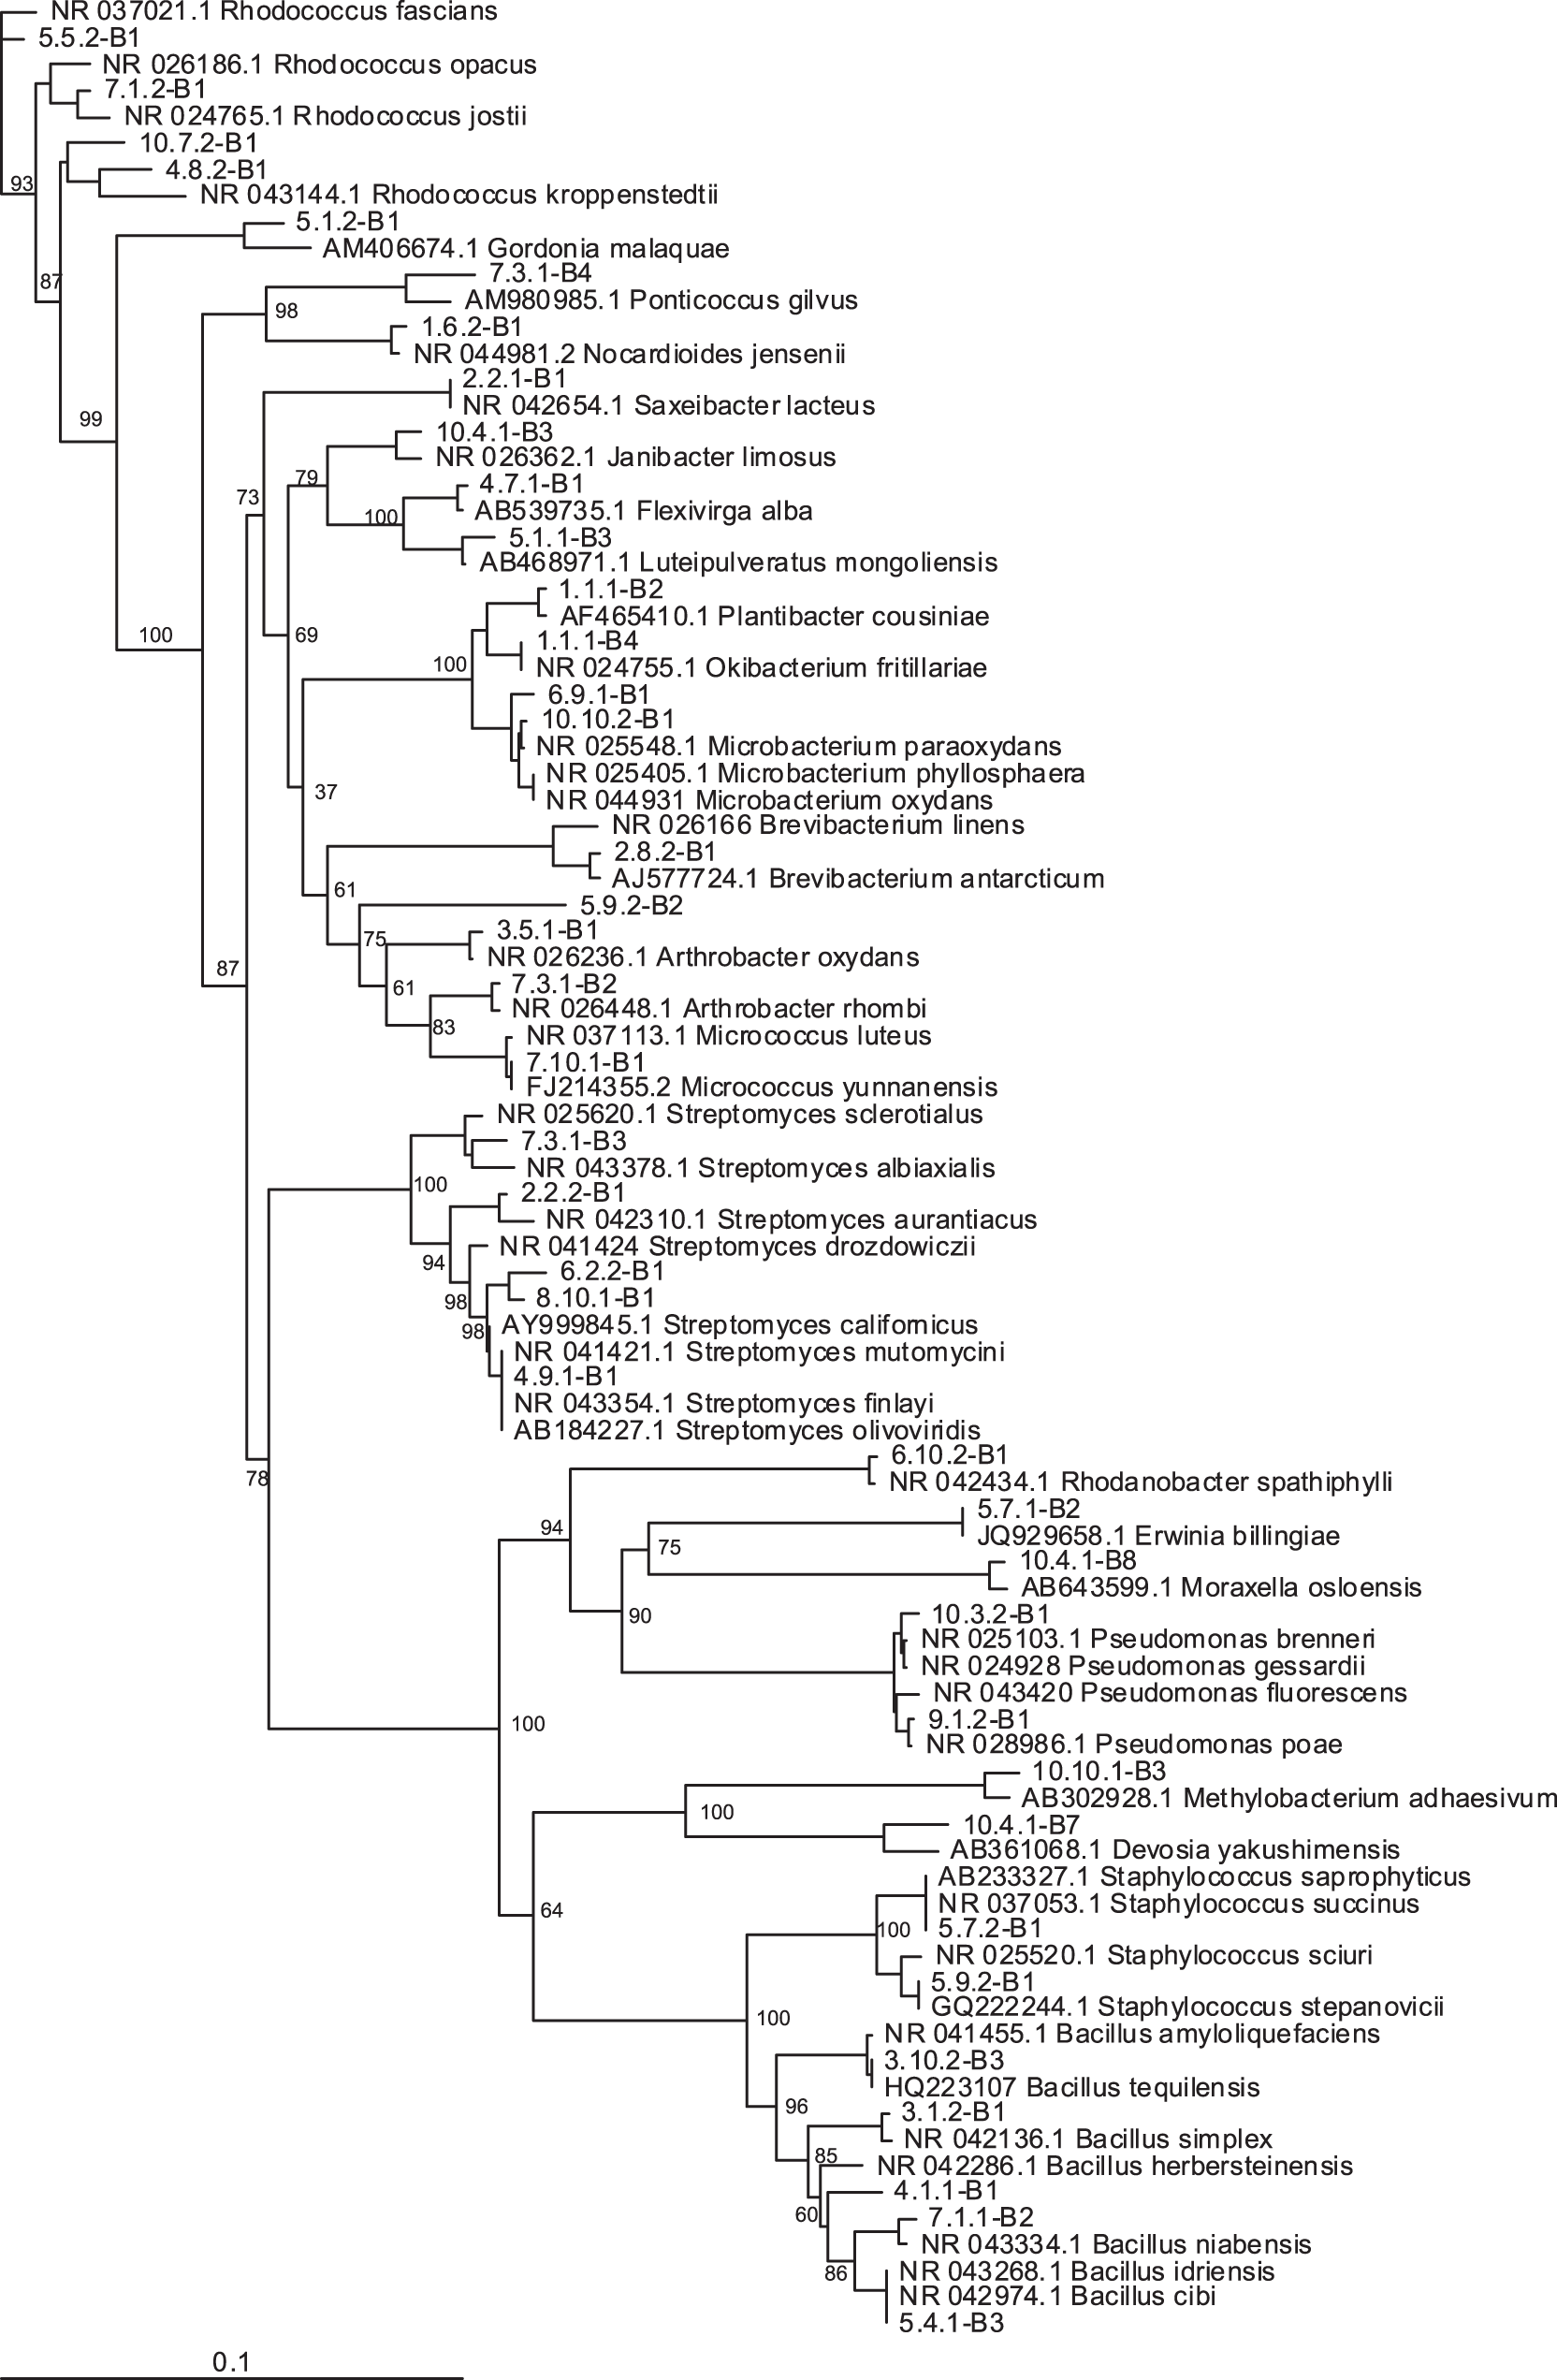 NR 037021.1 Rhodococcus fascians
5.5.2-B1
NR 026186.1 Rhodococcus opacus
7.1.2-B1
NR 024765.1 Rhodococcus jostii
10.7.2-B1
4.8.2-B1
93
NR 043144.1 Rhodococcus kroppenstedtii
5.1.2-B1
AM406674.1 Gordonia malaquae
7.3.1-B4
87
AM980985.1 Ponticoccus gilvus
98
1.6.2-B1
NR 044981.2 Nocardioides jensenii
2.2.1-B1
NR 042654.1 Saxeibacter lacteus
99
10.4.1-B3
NR 026362.1 Janibacter limosus
79
4.7.1-B1
73
AB539735.1 Flexivirga alba
100
5.1.1-B3
AB468971.1 Luteipulveratus mongoliensis
1.1.1-B2
AF465410.1 Plantibacter cousiniae
100
69
1.1.1-B4
100
NR 024755.1 Okibacterium fritillariae
6.9.1-B1
10.10.2-B1
NR 025548.1 Microbacterium paraoxydans
NR 025405.1 Microbacterium phyllosphaera
37
NR 044931 Microbacterium oxydans
NR 026166 Brevibacterium linens
2.8.2-B1
AJ577724.1 Brevibacterium antarcticum
61
5.9.2-B2
3.5.1-B1
75
NR 026236.1 Arthrobacter oxydans
87
7.3.1-B2
61
NR 026448.1 Arthrobacter rhombi
83
NR 037113.1 Micrococcus luteus
7.10.1-B1
FJ214355.2 Micrococcus yunnanensis
NR 025620.1 Streptomyces sclerotialus
7.3.1-B3
NR 043378.1 Streptomyces albiaxialis
100
2.2.2-B1
NR 042310.1 Streptomyces aurantiacus
NR 041424 Streptomyces drozdowiczii
94
6.2.2-B1
8.10.1-B1
98
AY999845.1 Streptomyces californicus
98
NR 041421.1 Streptomyces mutomycini
4.9.1-B1
NR 043354.1 Streptomyces finlayi
AB184227.1 Streptomyces olivoviridis
6.10.2-B1
78
NR 042434.1 Rhodanobacter spathiphylli
5.7.1-B2
94
JQ929658.1 Erwinia billingiae
75
10.4.1-B8
AB643599.1 Moraxella osloensis
10.3.2-B1
90
NR 025103.1 Pseudomonas brenneri
NR 024928 Pseudomonas gessardii
NR 043420 Pseudomonas fluorescens
9.1.2-B1
100
NR 028986.1 Pseudomonas poae
10.10.1-B3
AB302928.1 Methylobacterium adhaesivum
100
10.4.1-B7
AB361068.1 Devosia yakushimensis
AB233327.1 Staphylococcus saprophyticus
NR 037053.1 Staphylococcus succinus
64
5.7.2-B1
100
NR 025520.1 Staphylococcus sciuri
5.9.2-B1
GQ222244.1 Staphylococcus stepanovicii
100
NR 041455.1 Bacillus amyloliquefaciens
3.10.2-B3
HQ223107 Bacillus tequilensis
96
3.1.2-B1
NR 042136.1 Bacillus simplex
85
NR 042286.1 Bacillus herbersteinensis
4.1.1-B1
60
7.1.1-B2
NR 043334.1 Bacillus niabensis
86
NR 043268.1 Bacillus idriensis
NR 042974.1 Bacillus cibi
5.4.1-B3
0.1